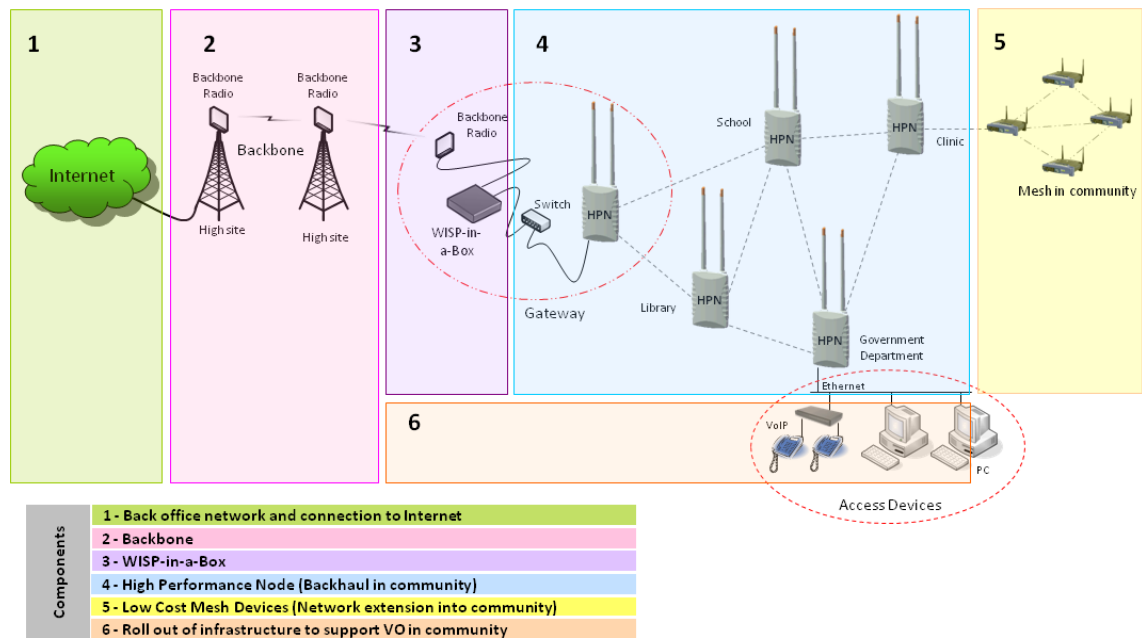 1
2
3
4
5
6
Backbone
Radio
Backbone
Radio
Backbone
Internet
High site
High site
Backbone
Radio
WISP-in-
a-Box
Switch
Gateway
HPN
School
HPN
HPN
Clinic
Library
HPN
HPN
Government
Department
Mesh in community
Ethernet
VoIP
PC
Access Devices
Components
1 - Back office network and connection to Internet
2 - Backbone
3 - WISP-in-a-Box
4 - High Performance Node (Backhaul in community)
5 - Low Cost Mesh Devices (Network extension into community)
6 - Roll out of infrastructure to support VO in community